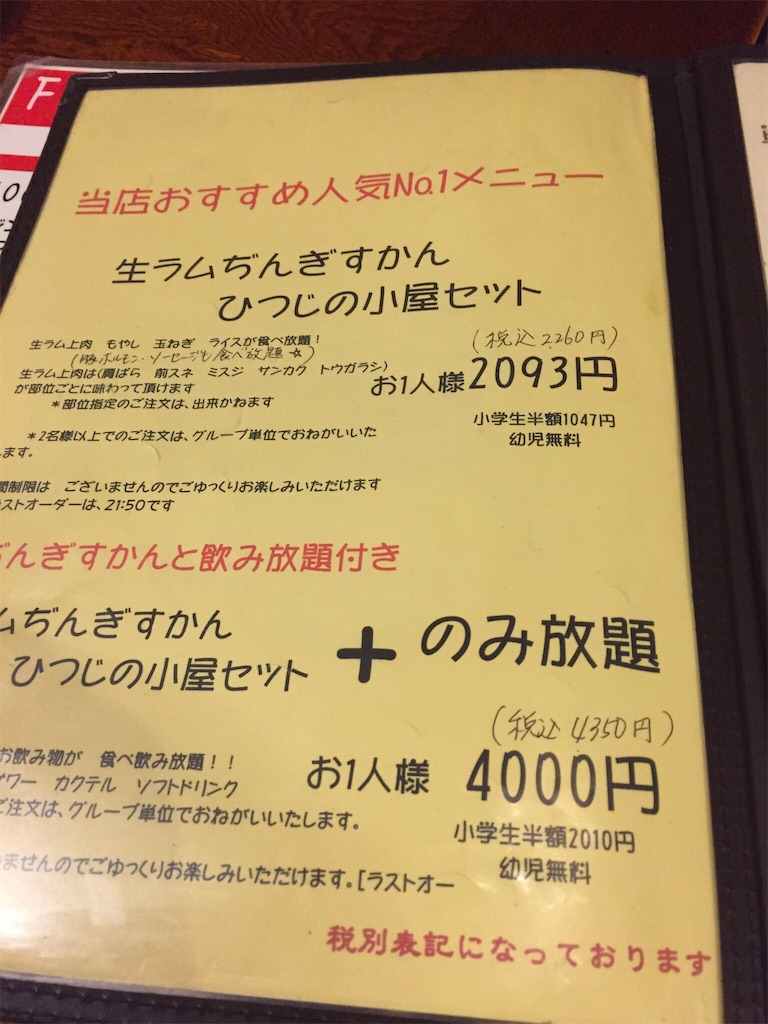 F
当店おすすめ人気No.1メニュー
生ラムぢんぎすかん
ひつじの小屋セット
生ラム上肉 もやし 玉ねぎ ライスが食べ放題！
(豚ホルモン・ソーセージも食べ放題
(税込2,260円)
生ラム上肉は(肩ばら 前スネ ミスジ サンカク トウガラシ)
が部位ごとに味わって頂けます
お1人様2093円
＊部位指定のご注文は、出来かねます
小学生半額1047円
幼児無料
＊2名様以上でのご注文は、グループ単位でおねがいいた
します。
間制限は ございませんのでごゆっくりお楽しみいただけます
ストオーダーは、21:50です
ぢんぎすかんと飲み放題付き
ムぢんぎすかん
ひつじの小屋セット
+ のみ放題
(税込4350円)
お飲み物が 食べ飲み放題！！
サワー カクテル ソフトドリンク
お1人様 4000円
ご注文は、グループ単位でおねがいいたします。
小学生半額2010円
幼児無料
いませんのでごゆっくりお楽しみいただけます。[ラストオー
税別表記になっております